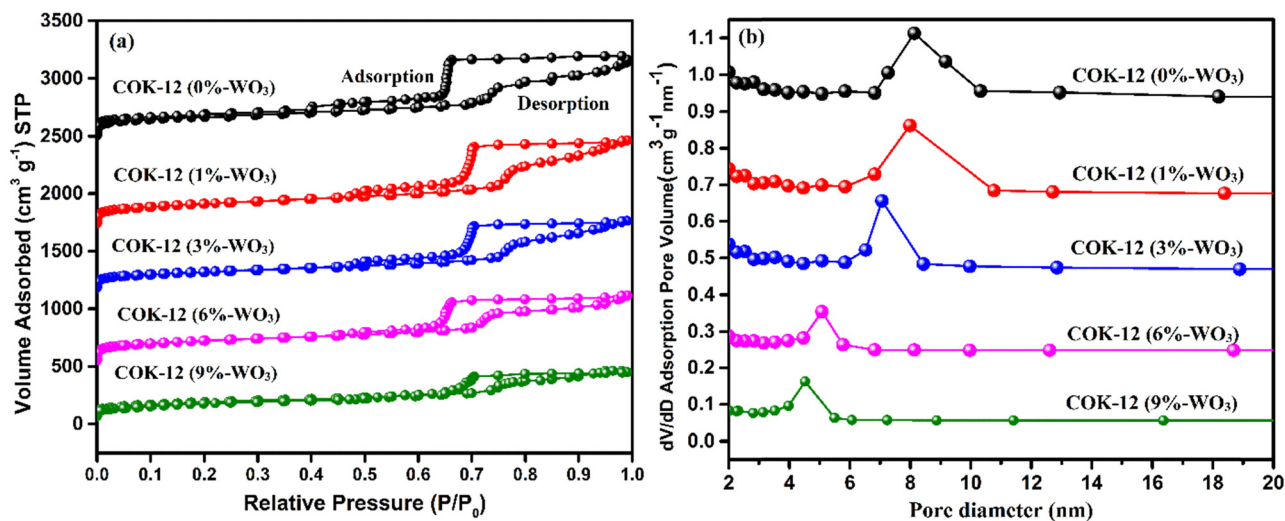 (a)
3500
3000
2500
2000
1500
1000
500
0
Volume Adsorbed (cm³ g⁻¹) STP
Adsorption
Desorption
COK-12 (0%-WO₃)
COK-12 (1%-WO₃)
COK-12 (3%-WO₃)
COK-12 (6%-WO₃)
COK-12 (9%-WO₃)
0.0 0.1 0.2 0.3 0.4 0.5 0.6 0.7 0.8 0.9 1.0
Relative Pressure (P/P₀)
(b)
1.1
1.0
0.9
0.8
0.7
0.6
0.5
0.4
0.3
0.2
0.1
0.0
dV/dD Adsorption Pore Volume(cm³ g⁻¹ nm⁻¹)
COK-12 (0%-WO₃)
COK-12 (1%-WO₃)
COK-12 (3%-WO₃)
COK-12 (6%-WO₃)
COK-12 (9%-WO₃)
2 4 6 8 10 12 14 16 18 20
Pore diameter (nm)